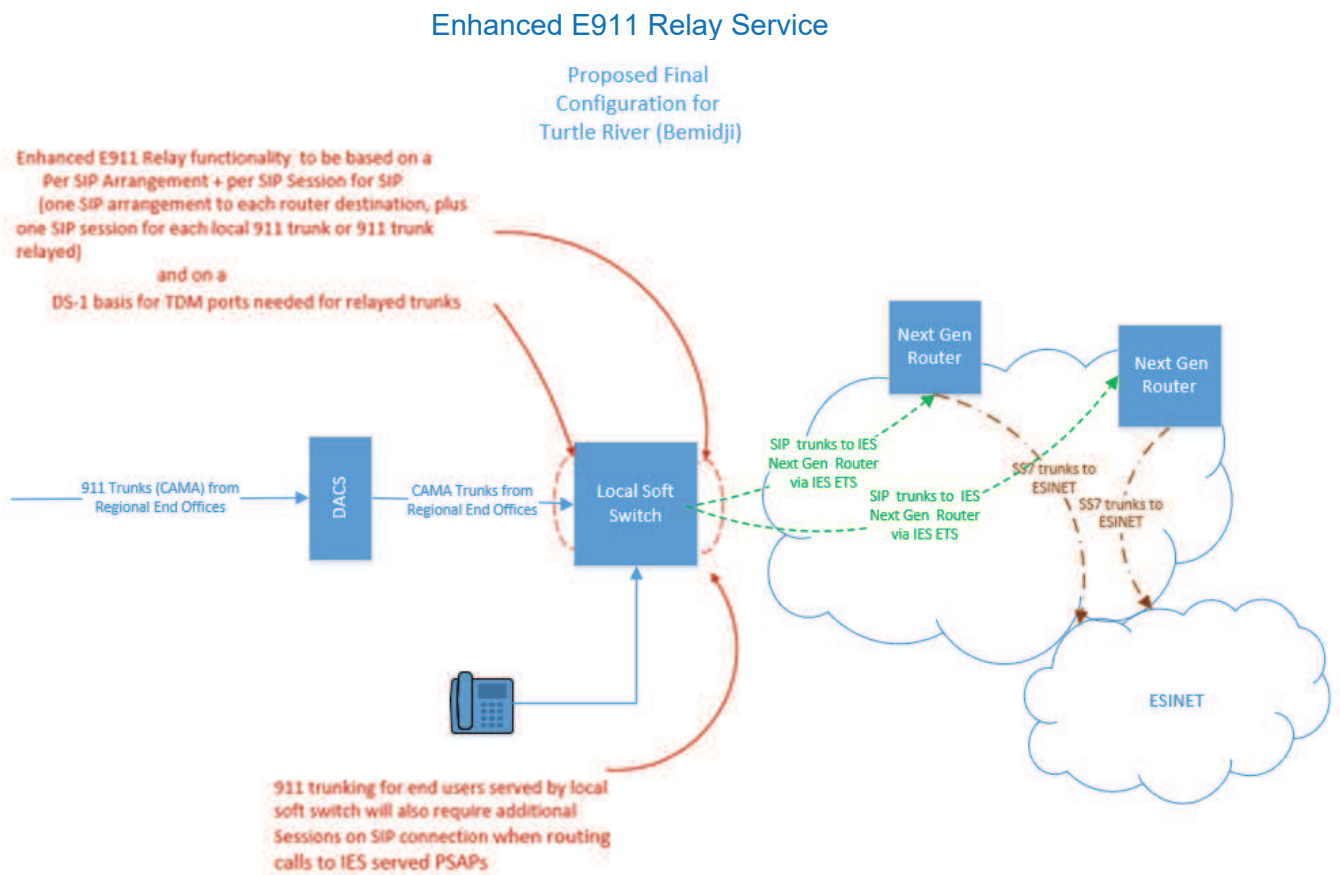 Enhanced E911 Relay Service
Proposed Final
Configuration for
Turtle River (Bemidji)
Enhanced E911 Relay functionality to be based on a
Per SIP Arrangement + per SIP Session for SIP
(one SIP arrangement to each router destination, plus
one SIP session for each local 911 trunk or 911 trunk
relayed)
and on a
DS-1 basis for TDM ports needed for relayed trunks
Next Gen
Router
Next Gen
Router
SIP trunks to IES
Next Gen Router
via IES ETS
SS7 trunks to
ESINET
911 Trunks (CAMA) from
Regional End Offices
DACS
CAMA Trunks from
Regional End Offices
Local Soft
Switch
SIP trunks to IES
Next Gen Router
via IES ETS
SS7 trunks to
ESINET
ESINET
911 trunking for end users served by local
soft switch will also require additional
Sessions on SIP connection when routing
calls to IES served PSAPs